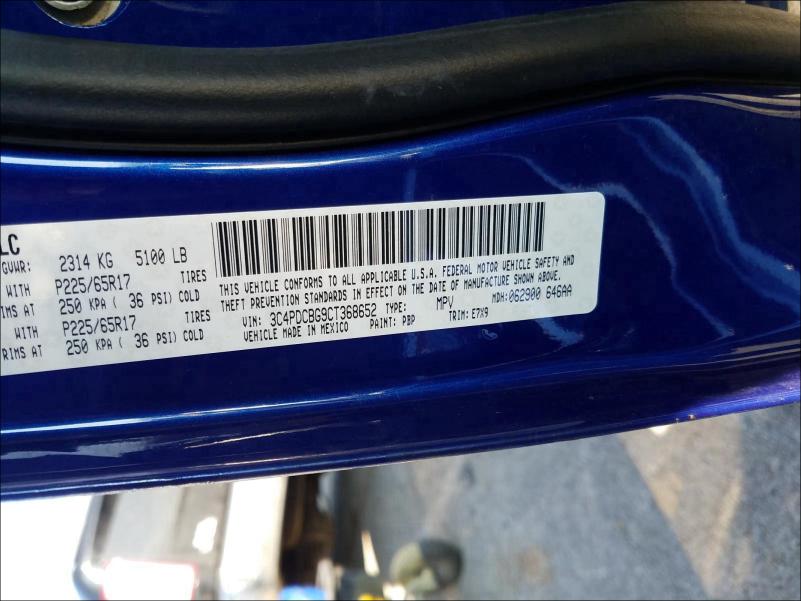 LC
GVWR: 2314 KG 5100 LB
WITH P225/65R17 TIRES
RIMS AT 250 KPA ( 36 PSI) COLD
WITH P225/65R17 TIRES
RIMS AT 250 KPA ( 36 PSI) COLD
THIS VEHICLE CONFORMS TO ALL APPLICABLE U.S.A. FEDERAL MOTOR VEHICLE SAFETY AND
THEFT PREVENTION STANDARDS IN EFFECT ON THE DATE OF MANUFACTURE SHOWN ABOVE.
VIN: 3C4PDCBG9CT368652 TYPE: MPV MDH:062900 646AA
VEHICLE MADE IN MEXICO PAINT: PBP TRIM: E7X9